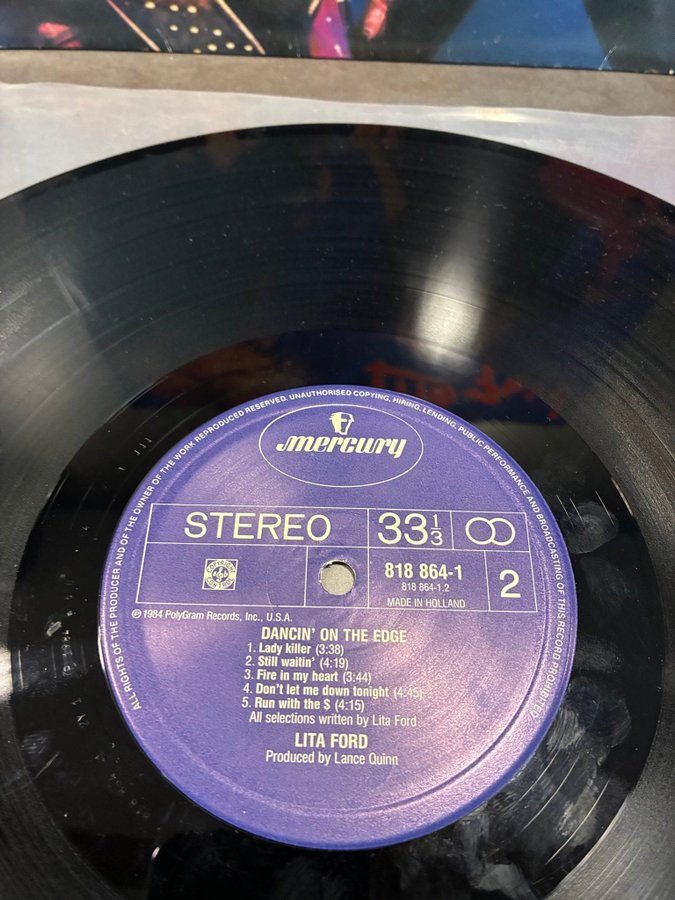 ALL RIGHTS OF THE PRODUCER AND OF THE OWNER OF THE WORK REPRODUCED RESERVED. UNAUTHORISED COPYING, HIRING, LENDING, PUBLIC PERFORMANCE AND BROADCASTING OF THIS RECORD PROHIBITED
mercury
STEREO
33 1/3
818 864-1
818 864-1.2
2
MADE IN HOLLAND
℗ 1984 PolyGram Records, Inc., U.S.A.
DANCIN' ON THE EDGE
1. Lady killer (3:38)
2. Still waitin' (4:19)
3. Fire in my heart (3:44)
4. Don't let me down tonight (4:45)
5. Run with the $ (4:15)
All selections written by Lita Ford
LITA FORD
Produced by Lance Quinn